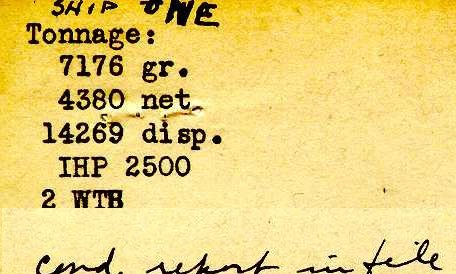 SHIP ONE
Tonnage:
7176 gr.
4380 net.
14269 disp.
IHP 2500
2 WTB
cond. report in file